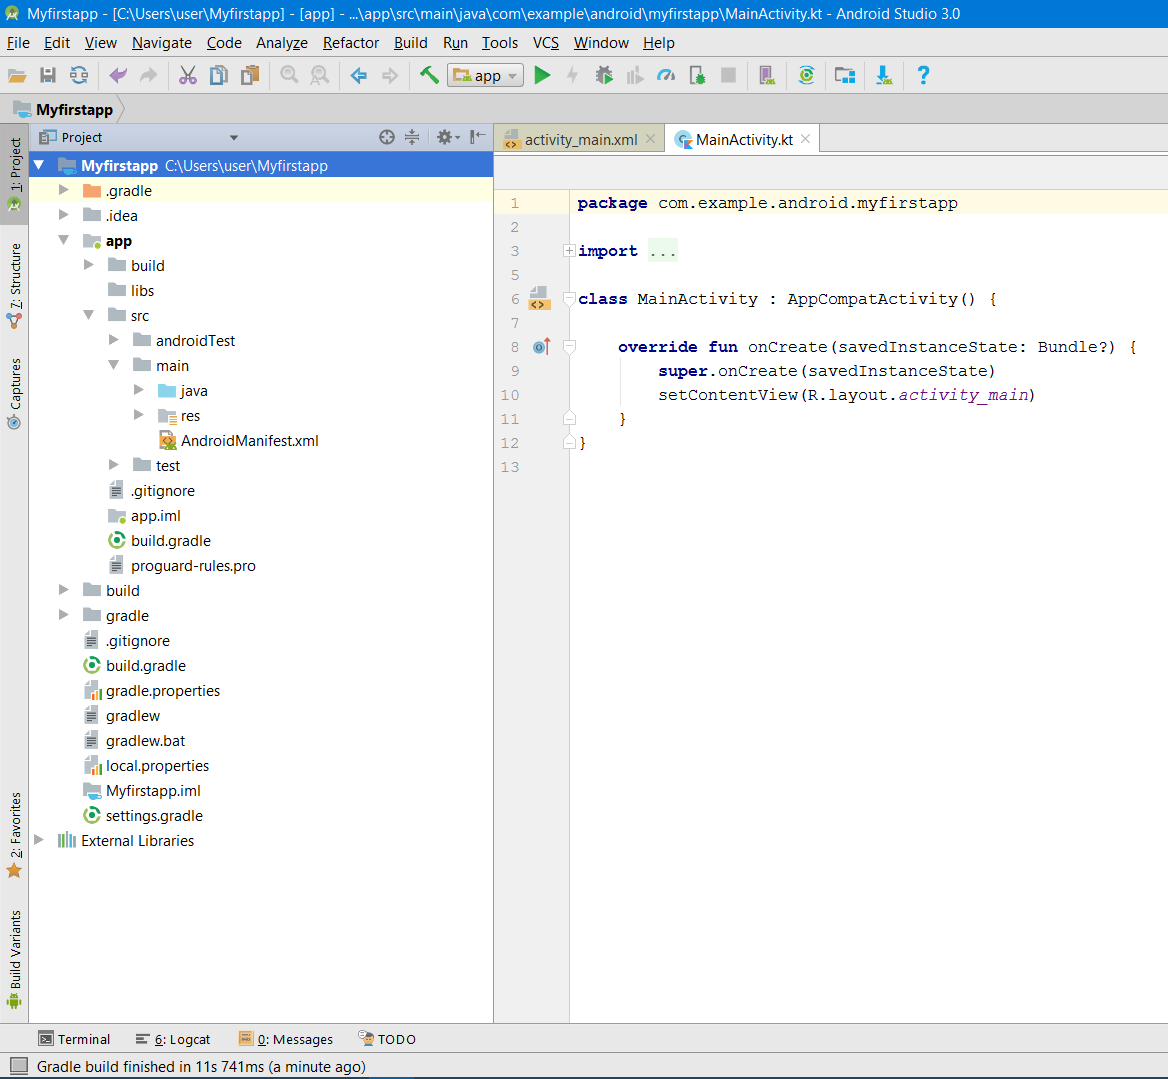 Myfirstapp - [C:\Users\user\Myfirstapp] - [app] - ...\app\src\main\java\com\example\android\myfirstapp\MainActivity.kt - Android Studio 3.0
File Edit View Navigate Code Analyze Refactor Build Run Tools VCS Window Help
app
?
Myfirstapp
Project
activity_main.xml
MainActivity.kt
1: Project
7: Structure
Captures
2: Favorites
Build Variants
Myfirstapp C:\Users\user\Myfirstapp
.gradle
.idea
app
build
libs
src
androidTest
main
java
res
AndroidManifest.xml
test
.gitignore
app.iml
build.gradle
proguard-rules.pro
build
gradle
.gitignore
build.gradle
gradle.properties
gradlew
gradlew.bat
local.properties
Myfirstapp.iml
settings.gradle
External Libraries
1 package com.example.android.myfirstapp
2
3 import ...
5
6 class MainActivity : AppCompatActivity() {
7
8 override fun onCreate(savedInstanceState: Bundle?) {
9 super.onCreate(savedInstanceState)
10 setContentView(R.layout.activity_main)
11 }
12 }
13
Terminal 6: Logcat 0: Messages TODO
Gradle build finished in 11s 741ms (a minute ago)